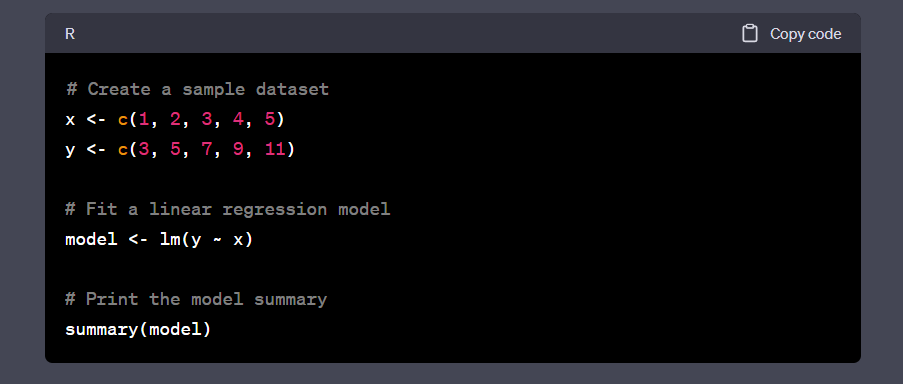 R
Copy code
# Create a sample dataset
x <- c(1, 2, 3, 4, 5)
y <- c(3, 5, 7, 9, 11)
# Fit a linear regression model
model <- lm(y ~ x)
# Print the model summary
summary(model)